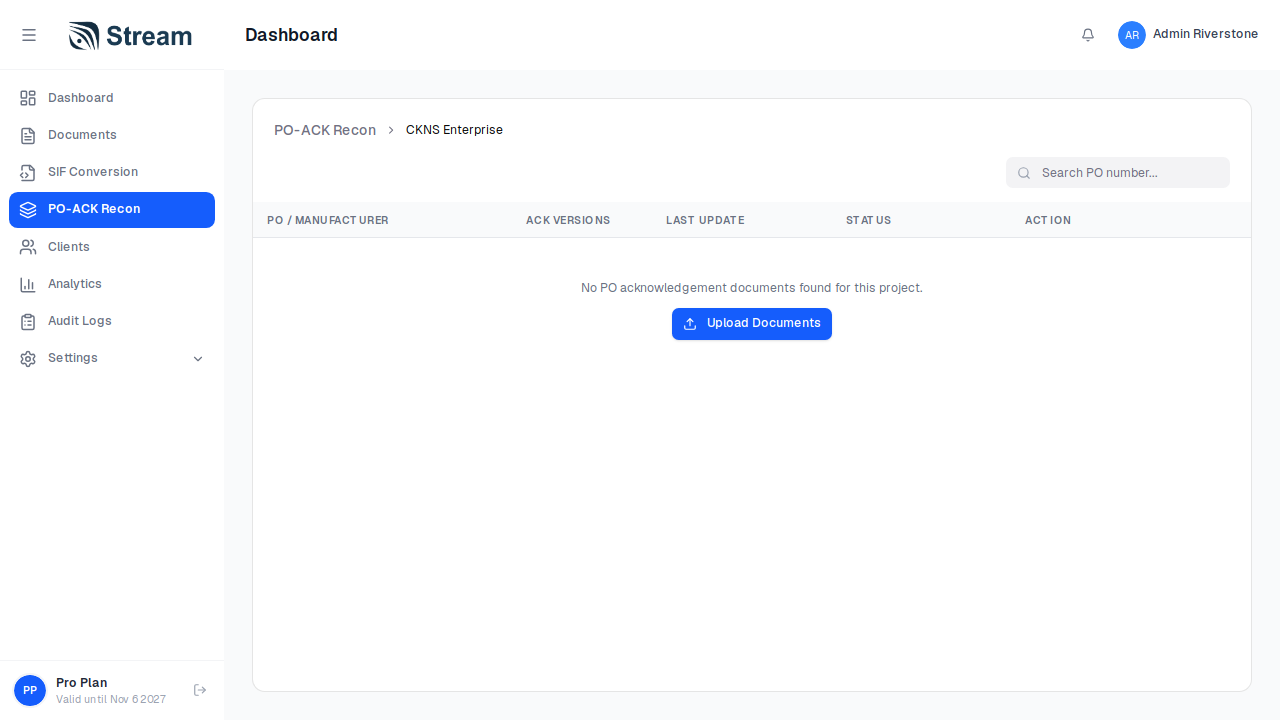 Stream
Dashboard
AR
Admin Riverstone
Dashboard
Documents
SIF Conversion
PO-ACK Recon
Clients
Analytics
Audit Logs
Settings
PO-ACK Recon > CKNS Enterprise
Search PO number...
PO / MANUFACTURER ACK VERSIONS LAST UPDATE STATUS ACTION
No PO acknowledgement documents found for this project.
Upload Documents
PP
Pro Plan
Valid until Nov 6 2027